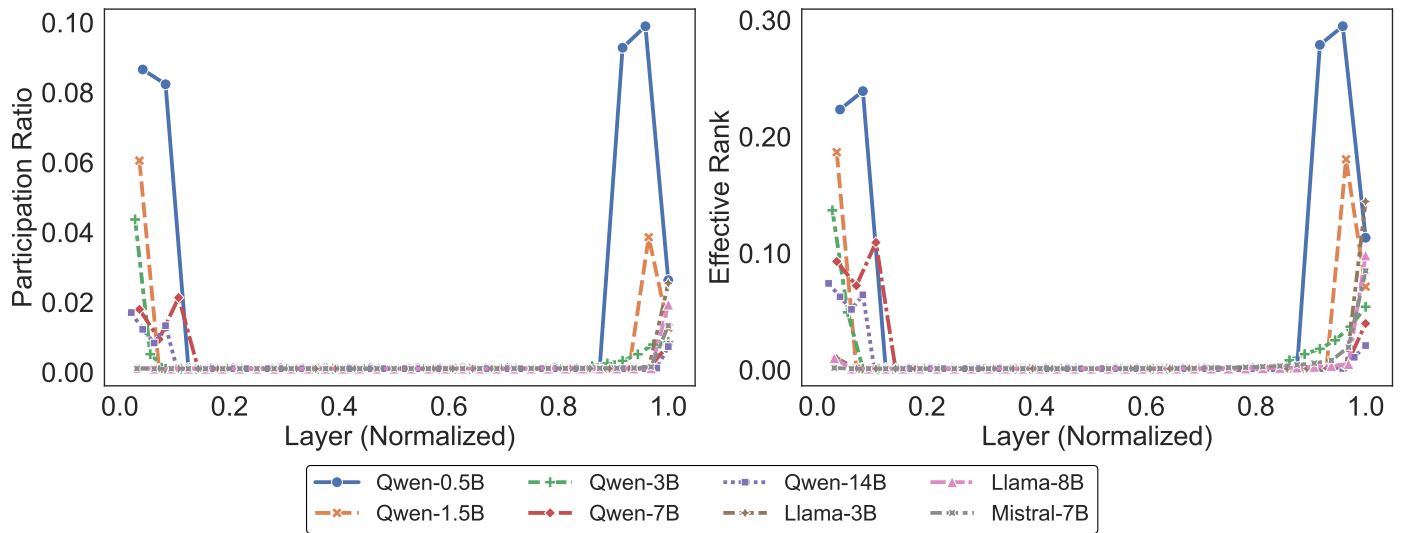 Participation Ratio
0.10
0.08
0.06
0.04
0.02
0.00
0.0 0.2 0.4 0.6 0.8 1.0
Layer (Normalized)
Effective Rank
0.30
0.20
0.10
0.00
0.0 0.2 0.4 0.6 0.8 1.0
Layer (Normalized)
Qwen-0.5B Qwen-3B Qwen-14B Llama-8B
Qwen-1.5B Qwen-7B Llama-3B Mistral-7B